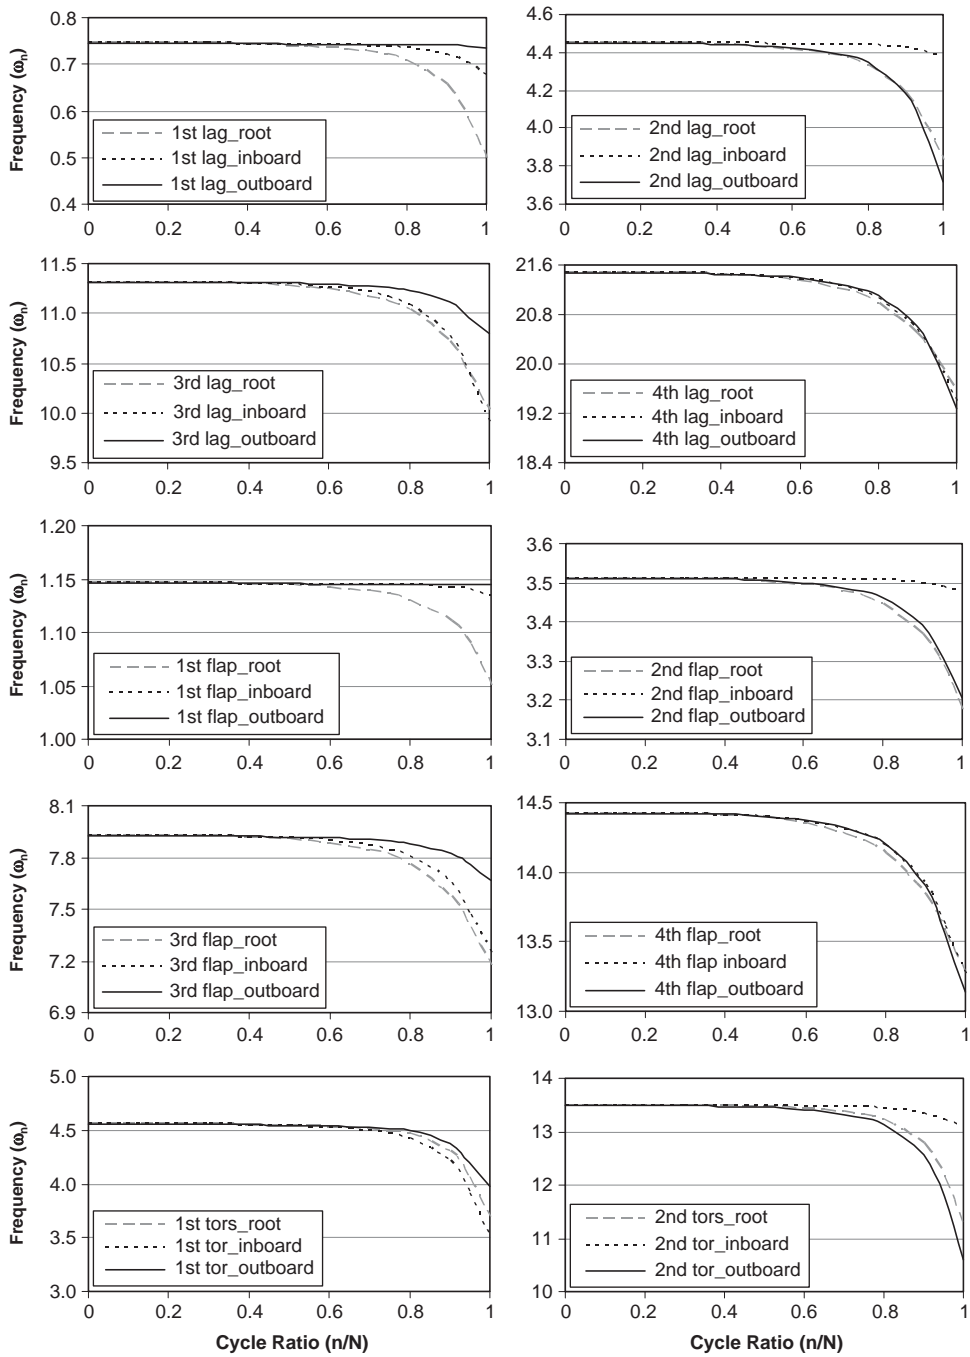 Frequency (ωn)
0.8
0.7
0.6
0.5
0.4
1st lag_root
1st lag_inboard
1st lag_outboard
0 0.2 0.4 0.6 0.8 1
4.6
4.4
4.2
4.0
3.8
3.6
2nd lag_root
2nd lag_inboard
2nd lag_outboard
0 0.2 0.4 0.6 0.8 1
Frequency (ωn)
11.5
11.0
10.5
10.0
9.5
3rd lag_root
3rd lag_inboard
3rd lag_outboard
0 0.2 0.4 0.6 0.8 1
21.6
20.8
20.0
19.2
18.4
4th lag_root
4th lag_inboard
4th lag_outboard
0 0.2 0.4 0.6 0.8 1
Frequency (ωn)
1.20
1.15
1.10
1.05
1.00
1st flap_root
1st flap_inboard
1st flap_outboard
0 0.2 0.4 0.6 0.8 1
3.6
3.5
3.4
3.3
3.2
3.1
2nd flap_root
2nd flap_inboard
2nd flap_outboard
0 0.2 0.4 0.6 0.8 1
Frequency (ωn)
8.1
7.8
7.5
7.2
6.9
3rd flap_root
3rd flap_inboard
3rd flap_outboard
0 0.2 0.4 0.6 0.8 1
14.5
14.0
13.5
13.0
4th flap_root
4th flap inboard
4th flap_outboard
0 0.2 0.4 0.6 0.8 1
Frequency (ωn)
5.0
4.5
4.0
3.5
3.0
1st tors_root
1st tor_inboard
1st tor_outboard
0 0.2 0.4 0.6 0.8 1
Cycle Ratio (n/N)
14
13
12
11
10
2nd tors_root
2nd tor_inboard
2nd tor_outboard
0 0.2 0.4 0.6 0.8 1
Cycle Ratio (n/N)